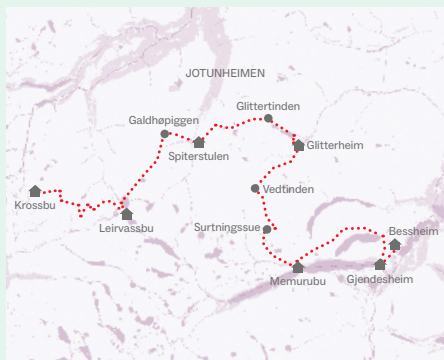 JOTUNHEIMEN
Glittertinden
Galdhøpiggen
Glitterheim
Spiterstulen
Vedtinden
Krossbu
Leirvassbu
Surtningssue
Bessheim
Memurubu
Gjendesheim